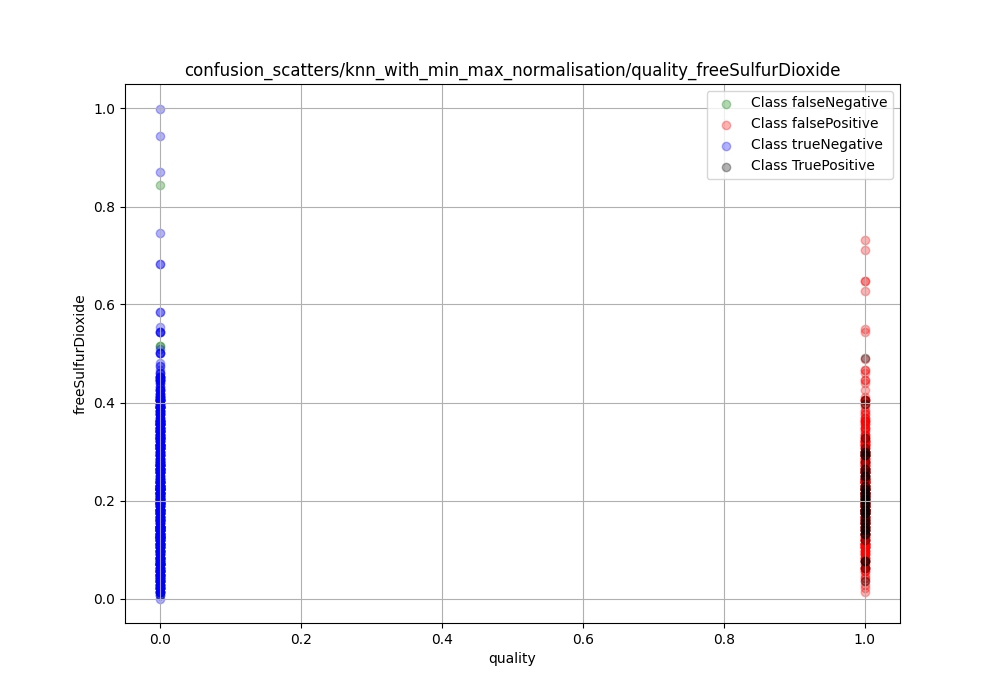 confusion_scatters/knn_with_min_max_normalisation/quality_freeSulfurDioxide
Class falseNegative
Class falsePositive
Class trueNegative
Class TruePositive
1.0
0.8
0.6
0.4
0.2
0.0
freeSulfurDioxide
0.0 0.2 0.4 0.6 0.8 1.0
quality